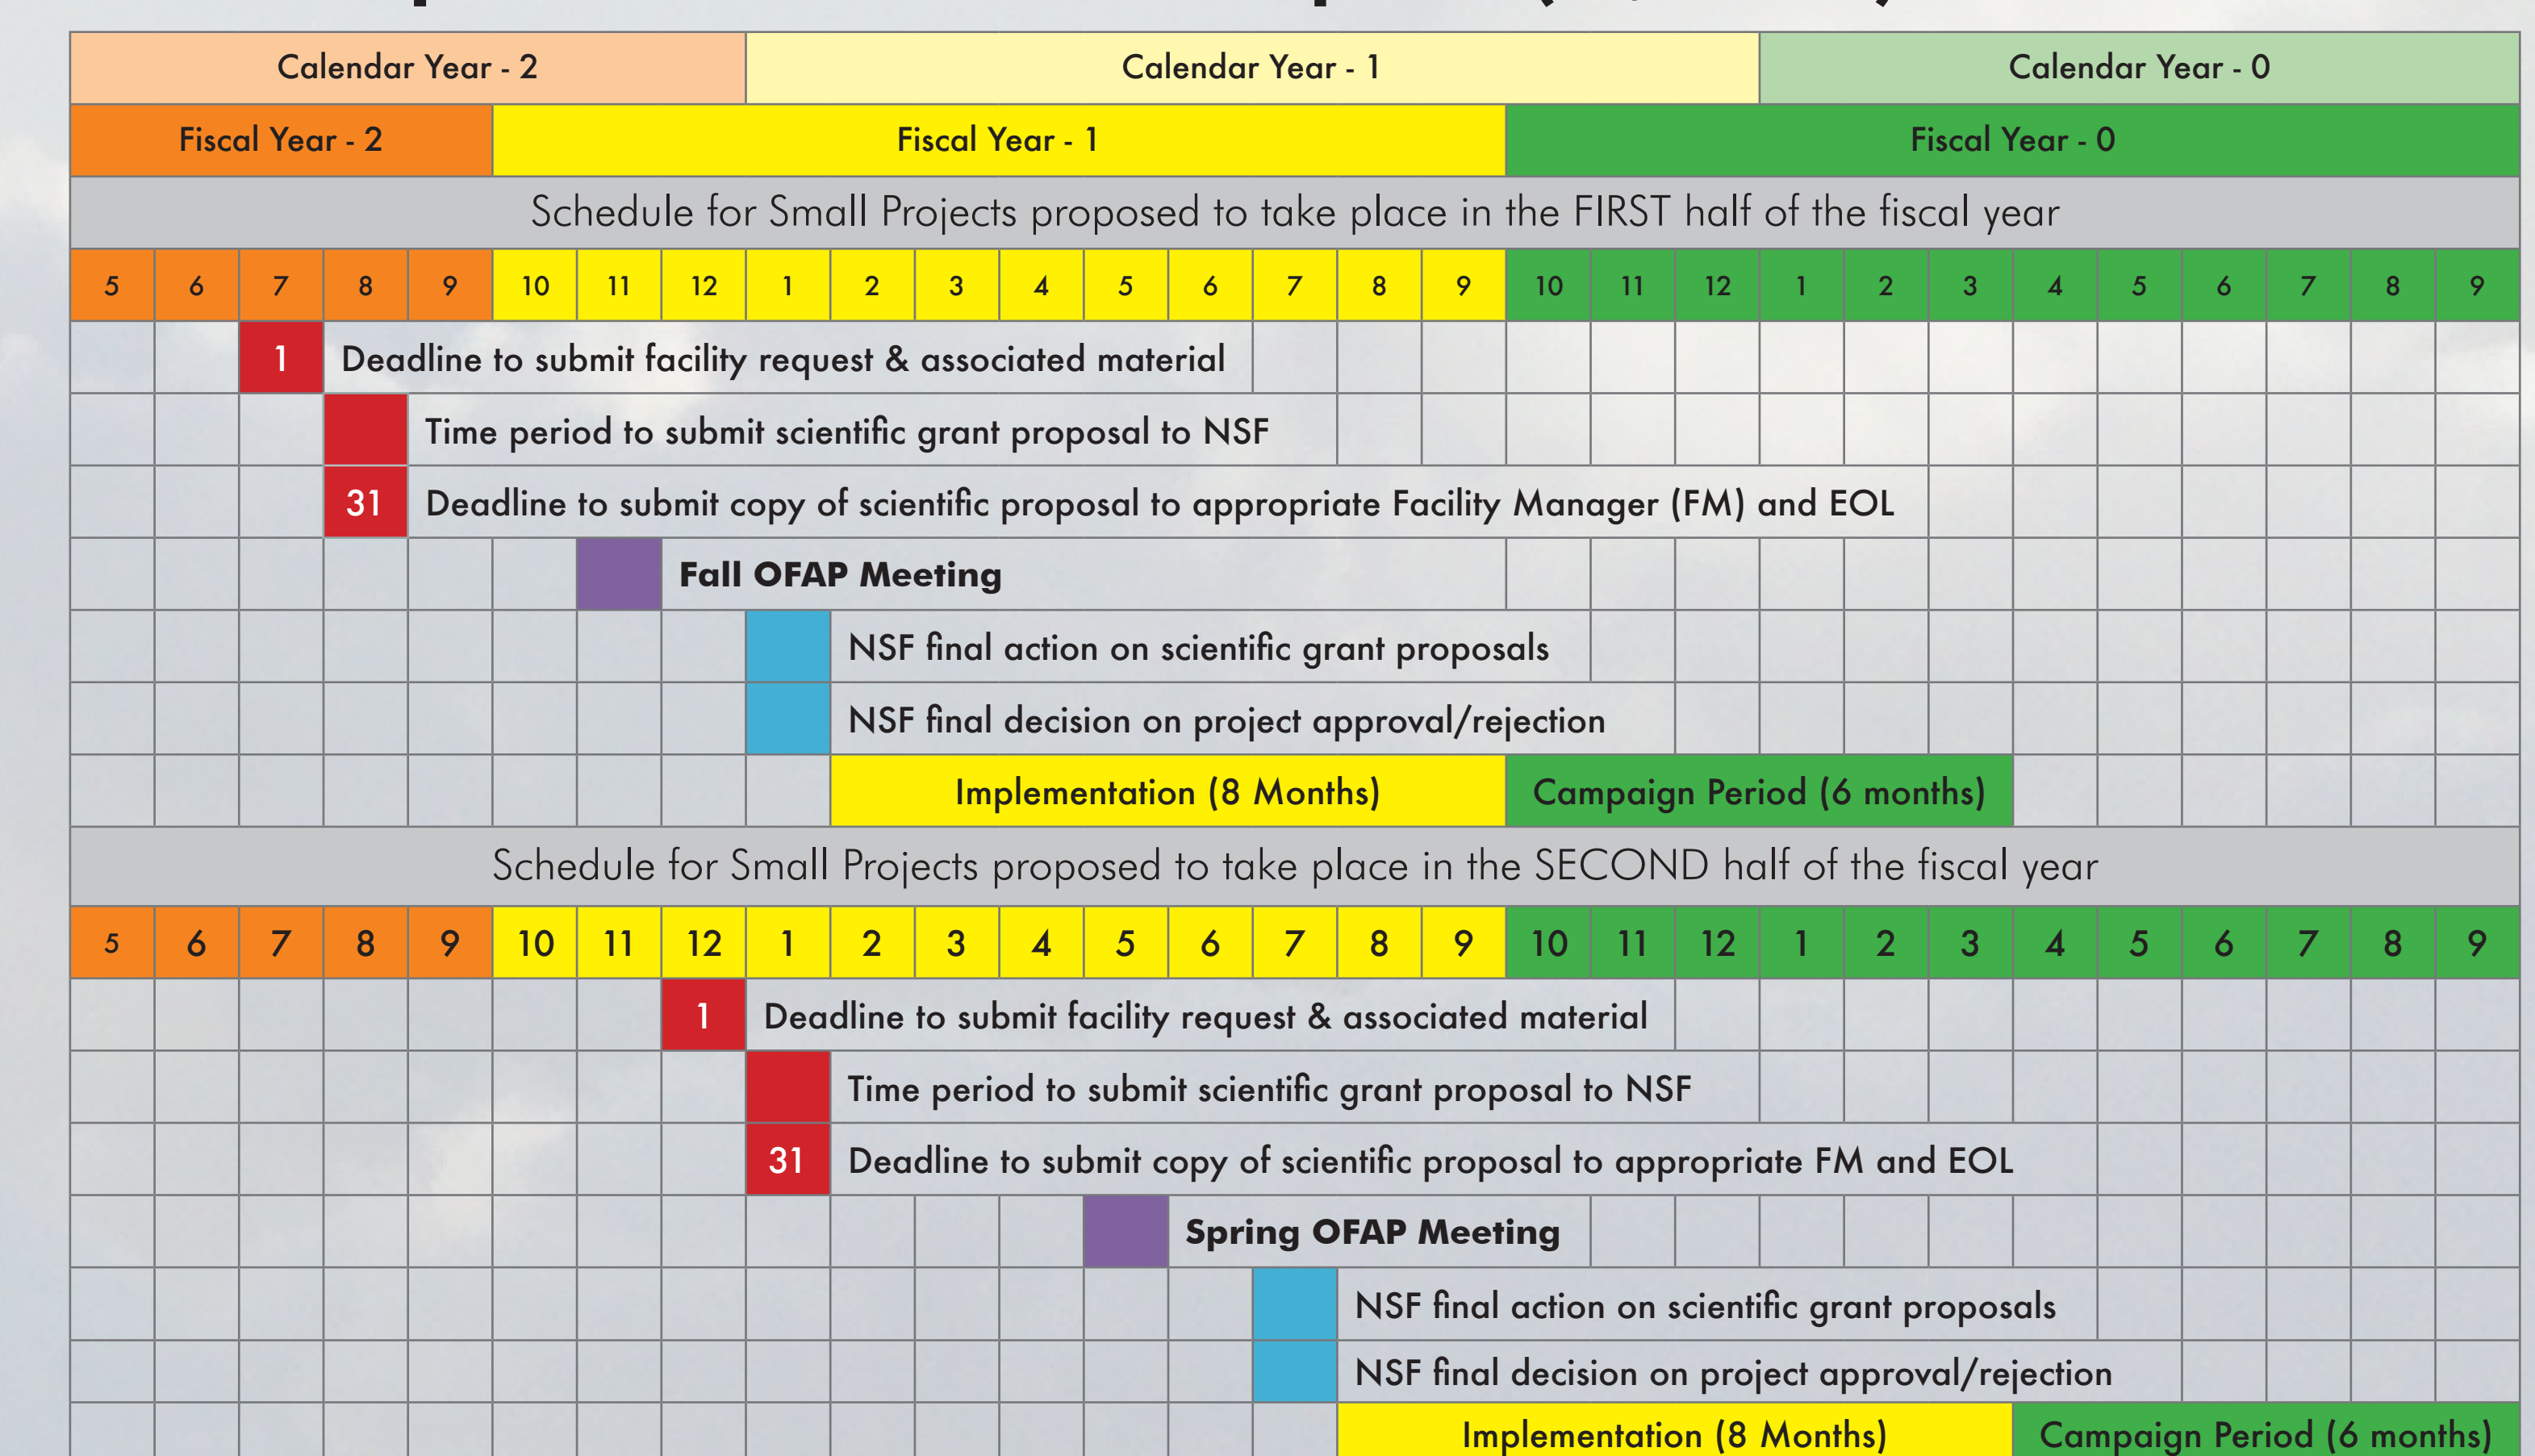 Calendar Year - 2 Calendar Year - 1 Calendar Year - 0
Fiscal Year - 2 Fiscal Year - 1 Fiscal Year - 0
Schedule for Small Projects proposed to take place in the FIRST half of the fiscal year
5 6 7 8 9 10 11 12 1 2 3 4 5 6 7 8 9 10 11 12 1 2 3 4 5 6 7 8 9
1 Deadline to submit facility request & associated material
Time period to submit scientific grant proposal to NSF
31 Deadline to submit copy of scientific proposal to appropriate Facility Manager (FM) and EOL
Fall OFAP Meeting
NSF final action on scientific grant proposals
NSF final decision on project approval/rejection
Implementation (8 Months) Campaign Period (6 months)
Schedule for Small Projects proposed to take place in the SECOND half of the fiscal year
5 6 7 8 9 10 11 12 1 2 3 4 5 6 7 8 9 10 11 12 1 2 3 4 5 6 7 8 9
1 Deadline to submit facility request & associated material
Time period to submit scientific grant proposal to NSF
31 Deadline to submit copy of scientific proposal to appropriate FM and EOL
Spring OFAP Meeting
NSF final action on scientific grant proposals
NSF final decision on project approval/rejection
Implementation (8 Months) Campaign Period (6 months)